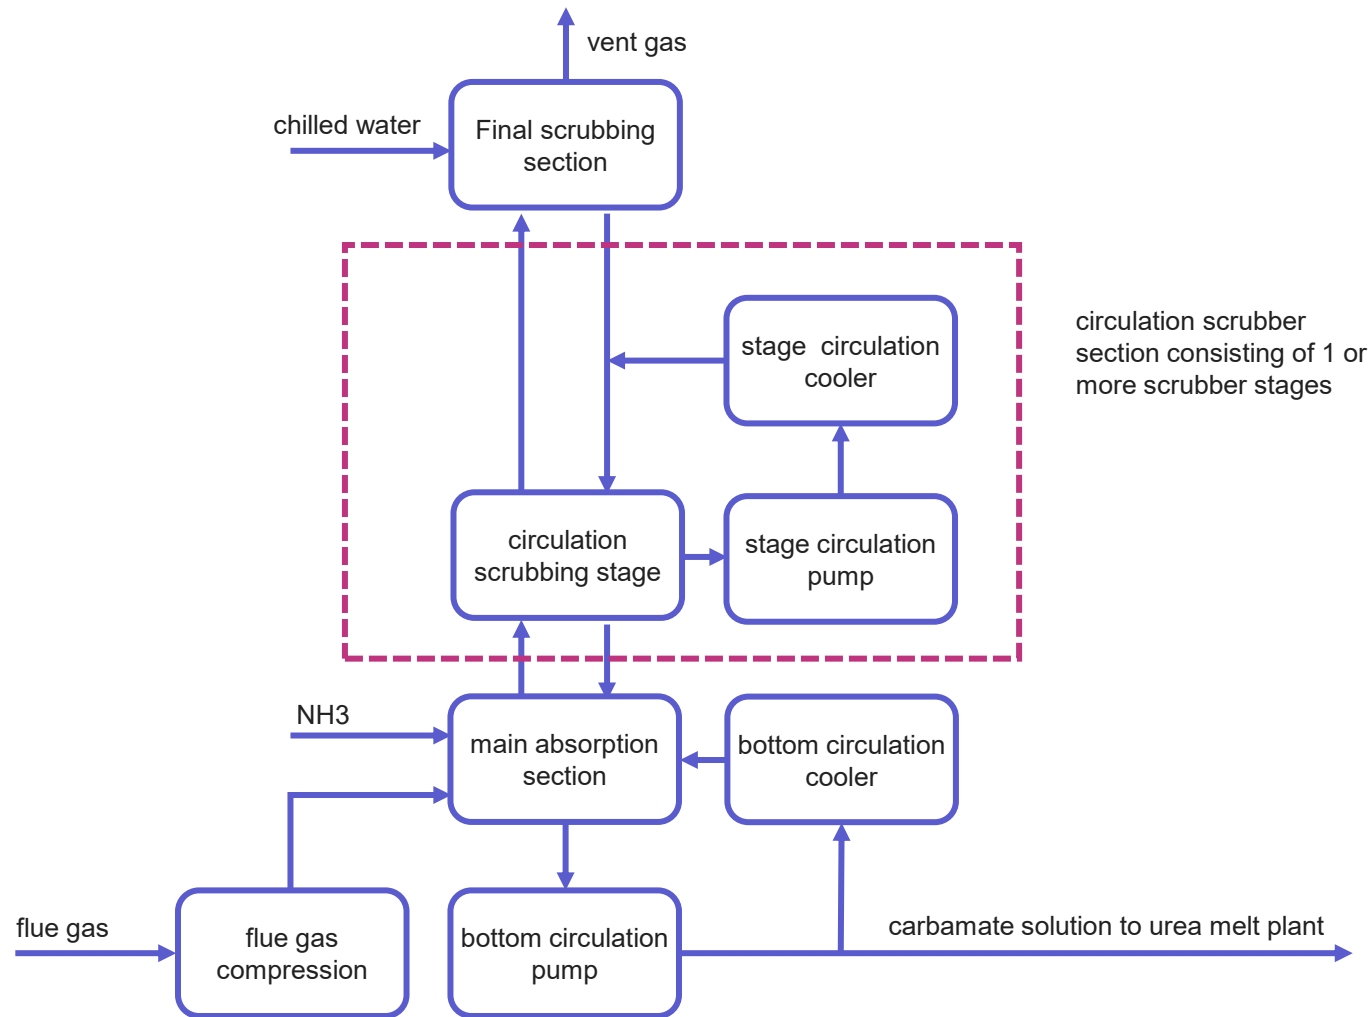 vent gas
chilled water
Final scrubbing
section
circulation scrubber
section consisting of 1 or
more scrubber stages
stage  circulation
cooler
circulation
scrubbing stage
stage circulation
pump
NH3
main absorption
section
bottom circulation
cooler
flue gas
flue gas
compression
bottom circulation
pump
carbamate solution to urea melt plant